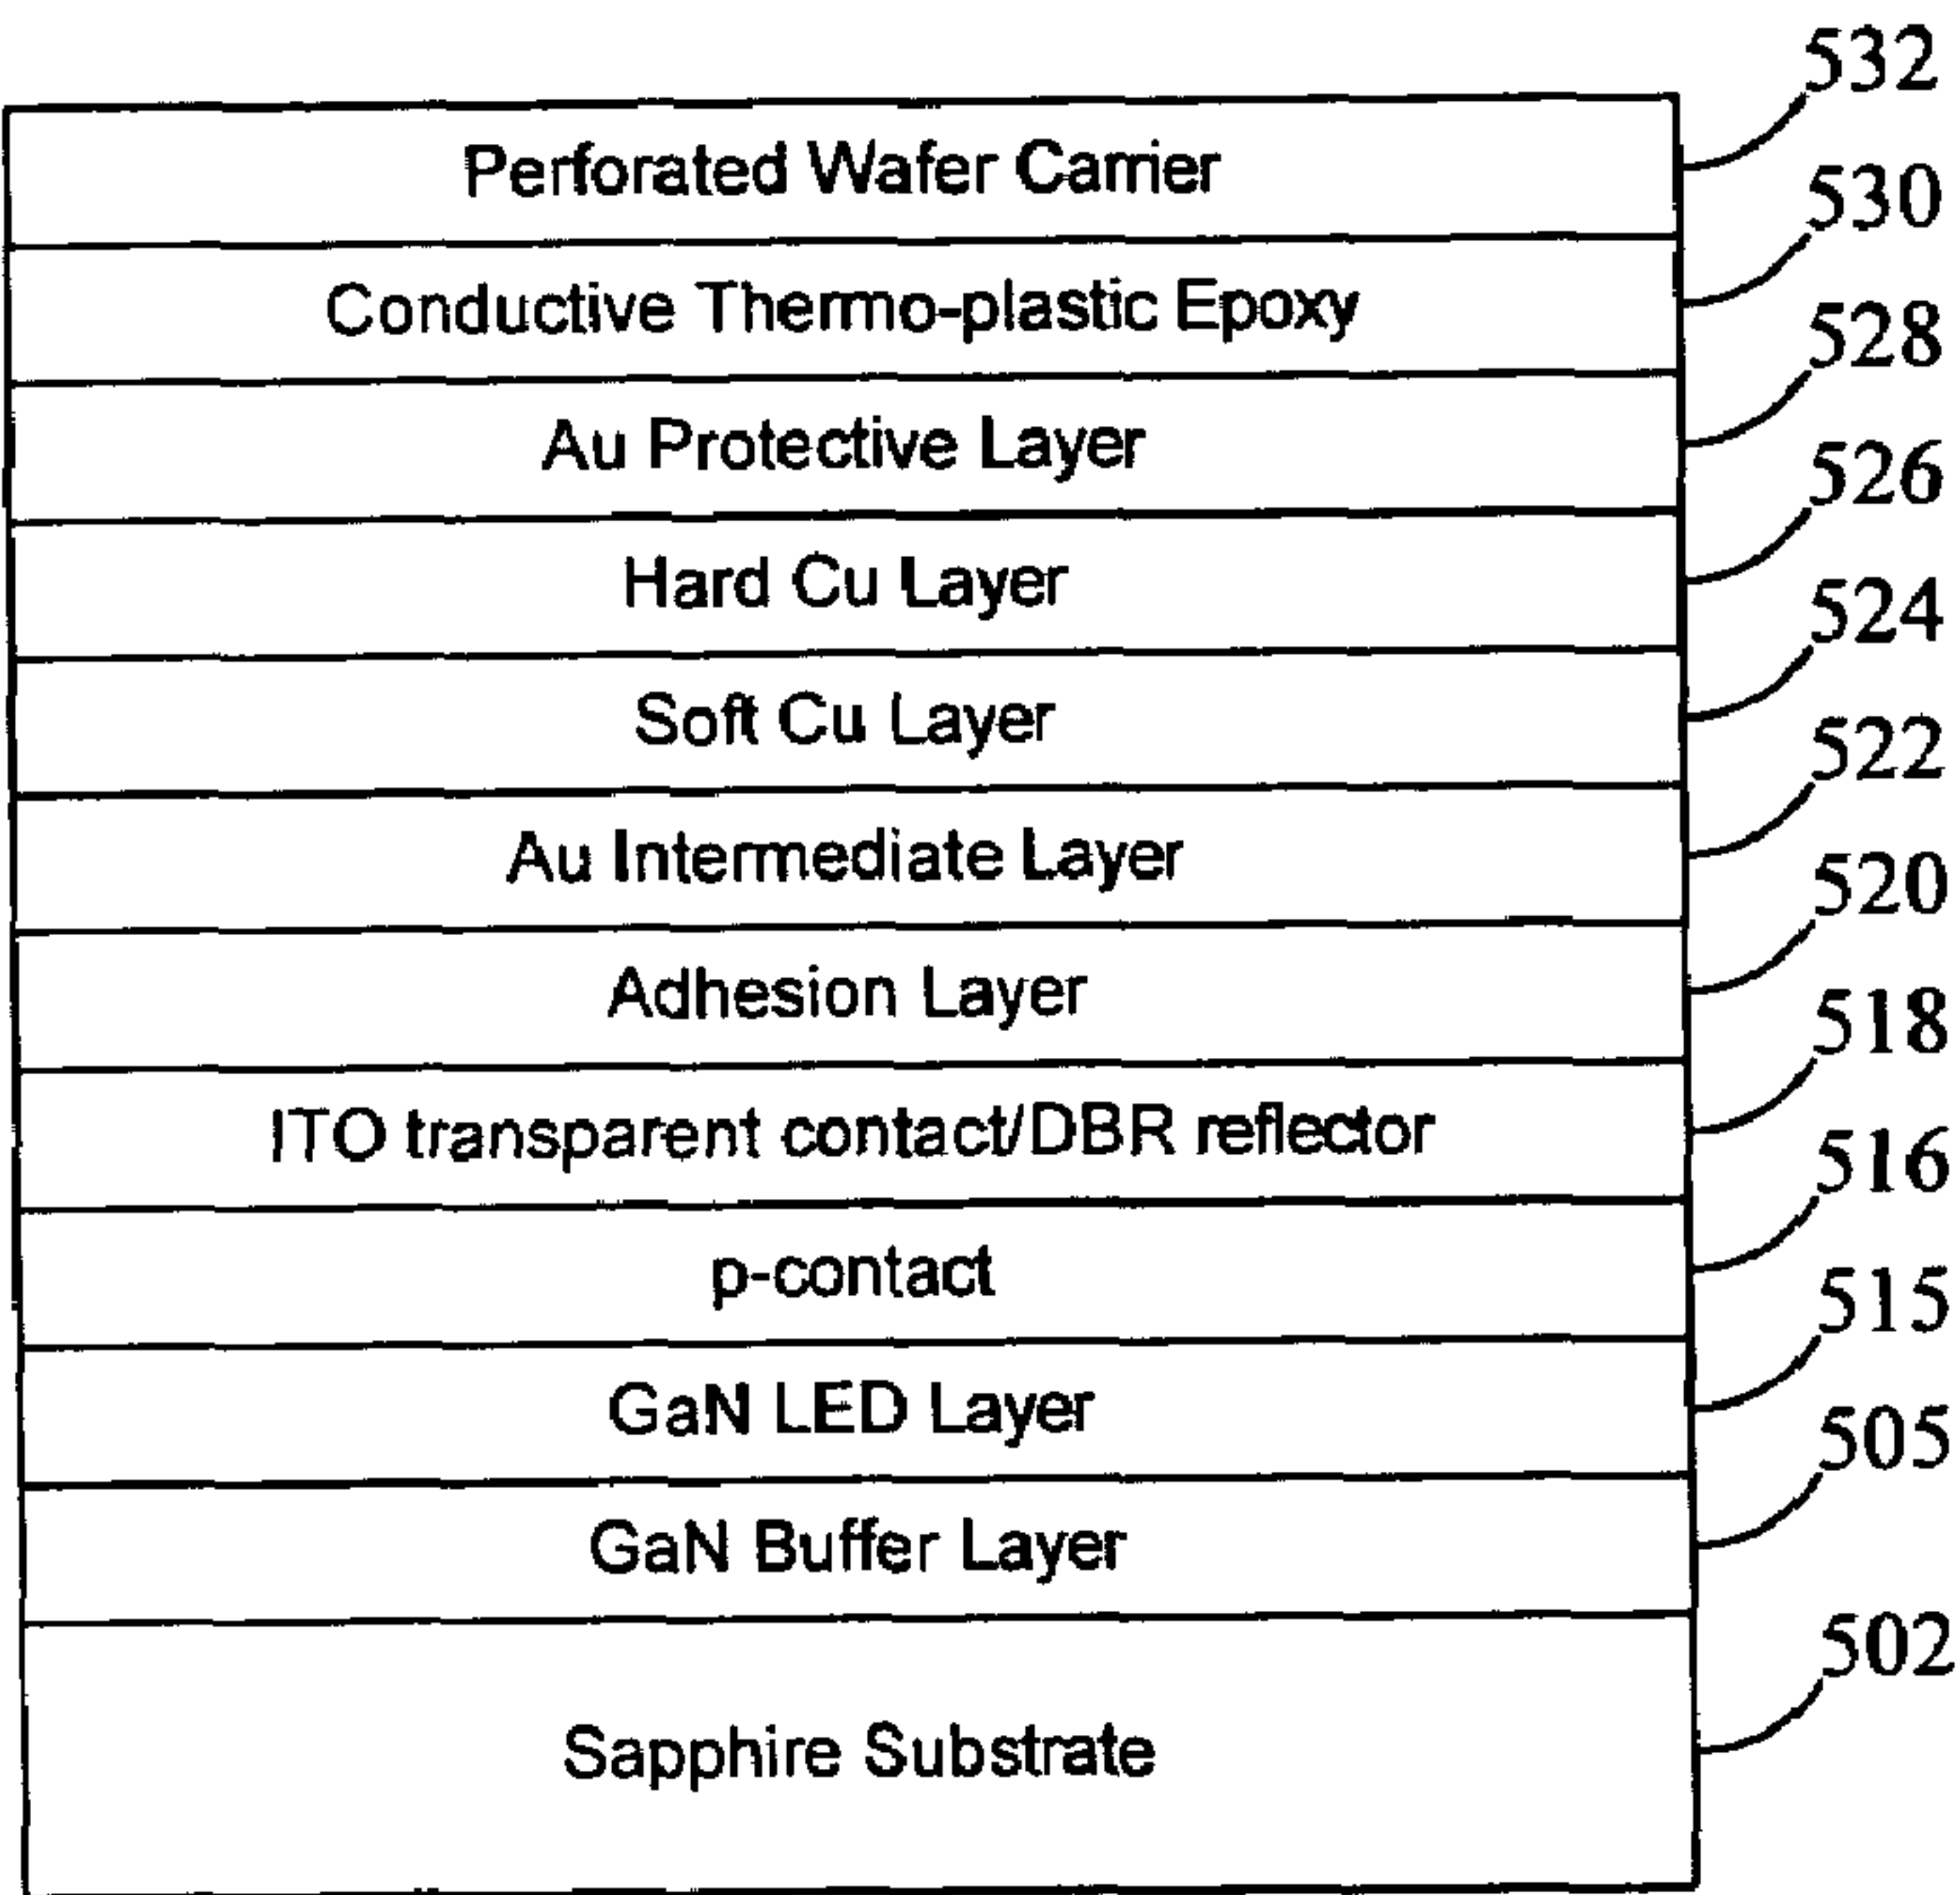 532
Perforated Wafer Carrier
530
Conductive Thermo-plastic Epoxy
528
Au Protective Layer
526
Hard Cu Layer
524
Soft Cu Layer
522
Au Intermediate Layer
520
Adhesion Layer
518
ITO transparent contact/DBR reflector
516
p-contact
515
GaN LED Layer
505
GaN Buffer Layer
502
Sapphire Substrate